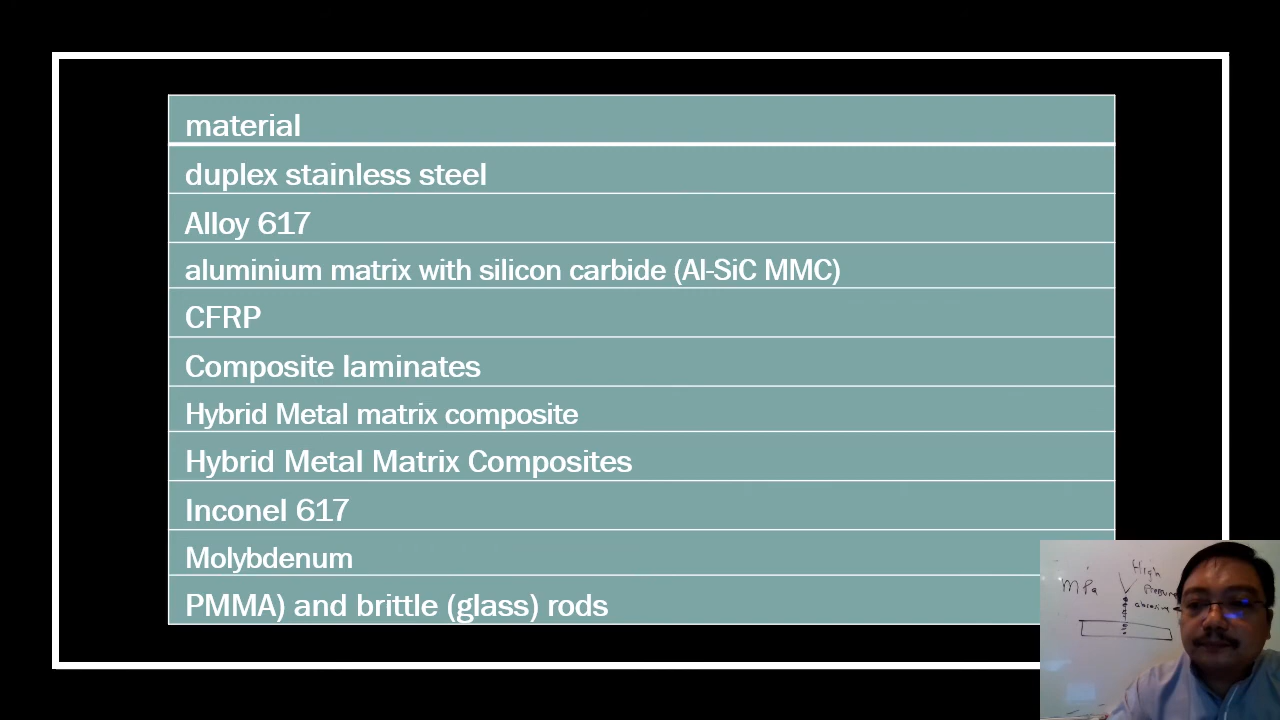 material
duplex stainless steel
Alloy 617
aluminium matrix with silicon carbide (Al-SiC MMC)
CFRP
Composite laminates
Hybrid Metal matrix composite
Hybrid Metal Matrix Composites
Inconel 617
Molybdenum
PMMA) and brittle (glass) rods
High
MPa
abrasive